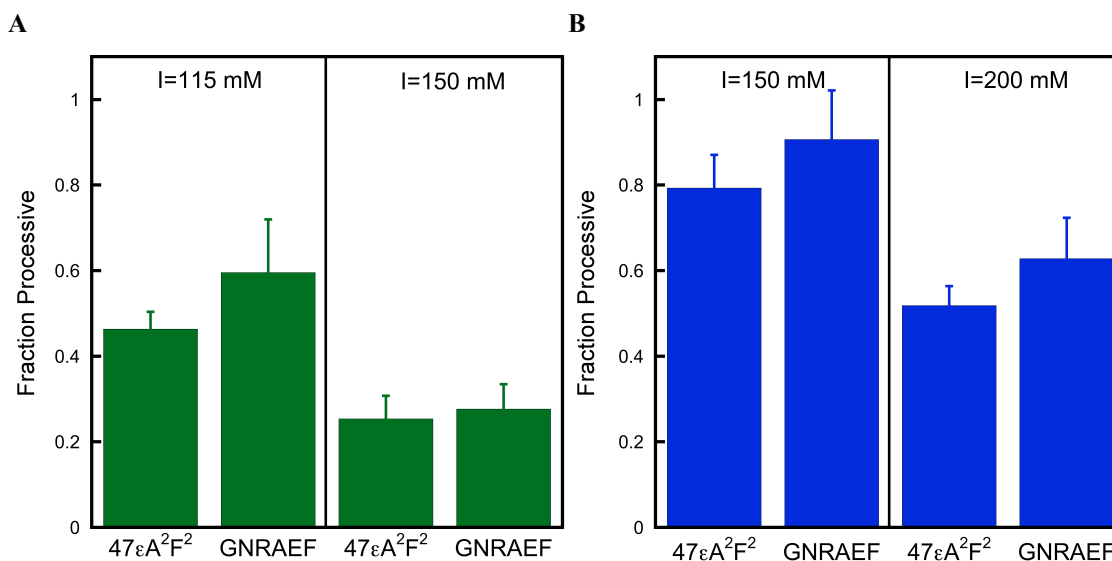 A
I=115 mM
I=150 mM
1
0.8
0.6
0.4
0.2
0
Fraction Processive
47εA²F²
GNRAEF
47εA²F²
GNRAEF
B
I=150 mM
I=200 mM
1
0.8
0.6
0.4
0.2
0
Fraction Processive
47εA²F²
GNRAEF
47εA²F²
GNRAEF